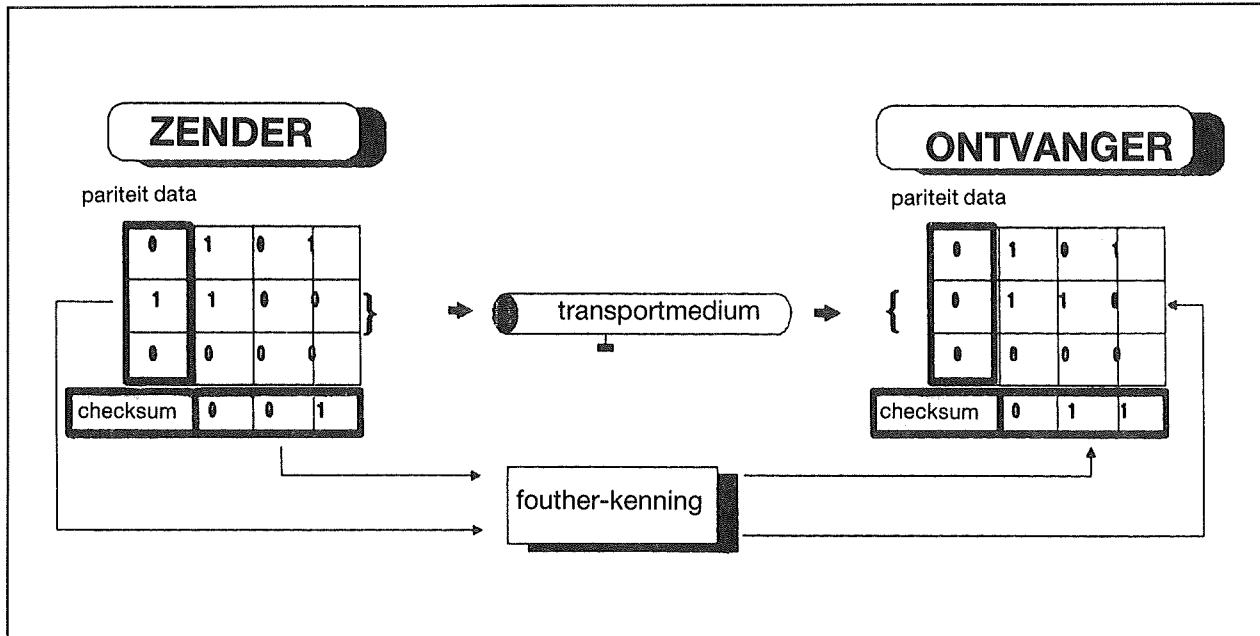 ZENDER
pariteit data
0 1 0 1
1 1 0 0 }
0 0 0 0
checksum 0 0 1
transportmedium
fouther-kenning
ONTVANGER
pariteit data
0 1 0 1
{ 0 1 1 0
0 0 0 0
checksum 0 1 1